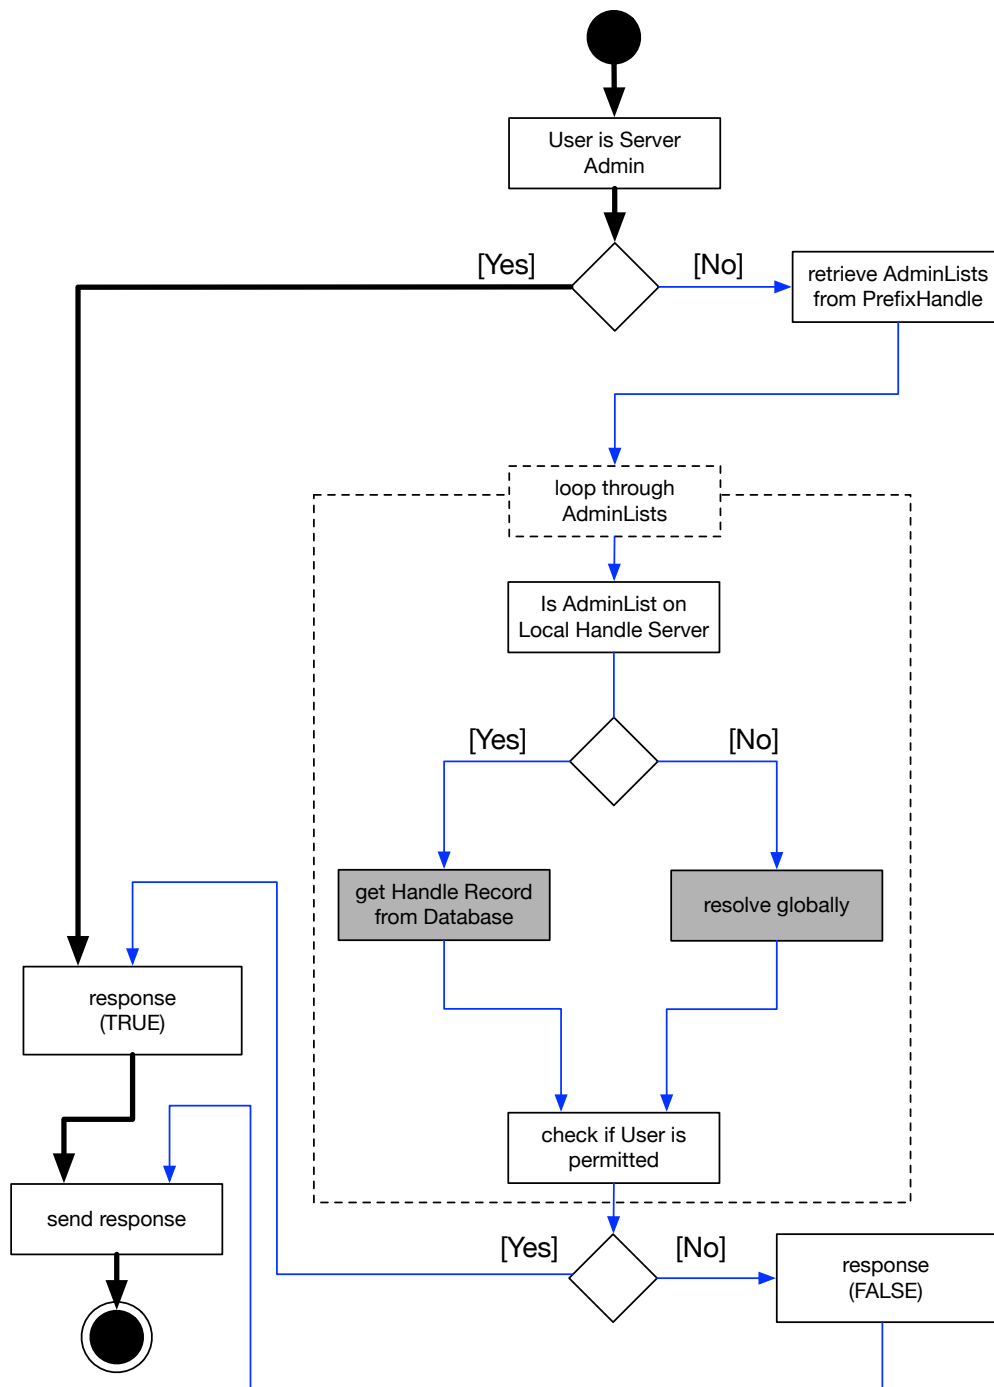 User is Server
Admin
[Yes]
[No]
retrieve AdminLists
from PrefixHandle
loop through
AdminLists
Is AdminList on
Local Handle Server
[Yes]
[No]
get Handle Record
from Database
resolve globally
response
(TRUE)
check if User is
permitted
send response
[Yes]
[No]
response
(FALSE)